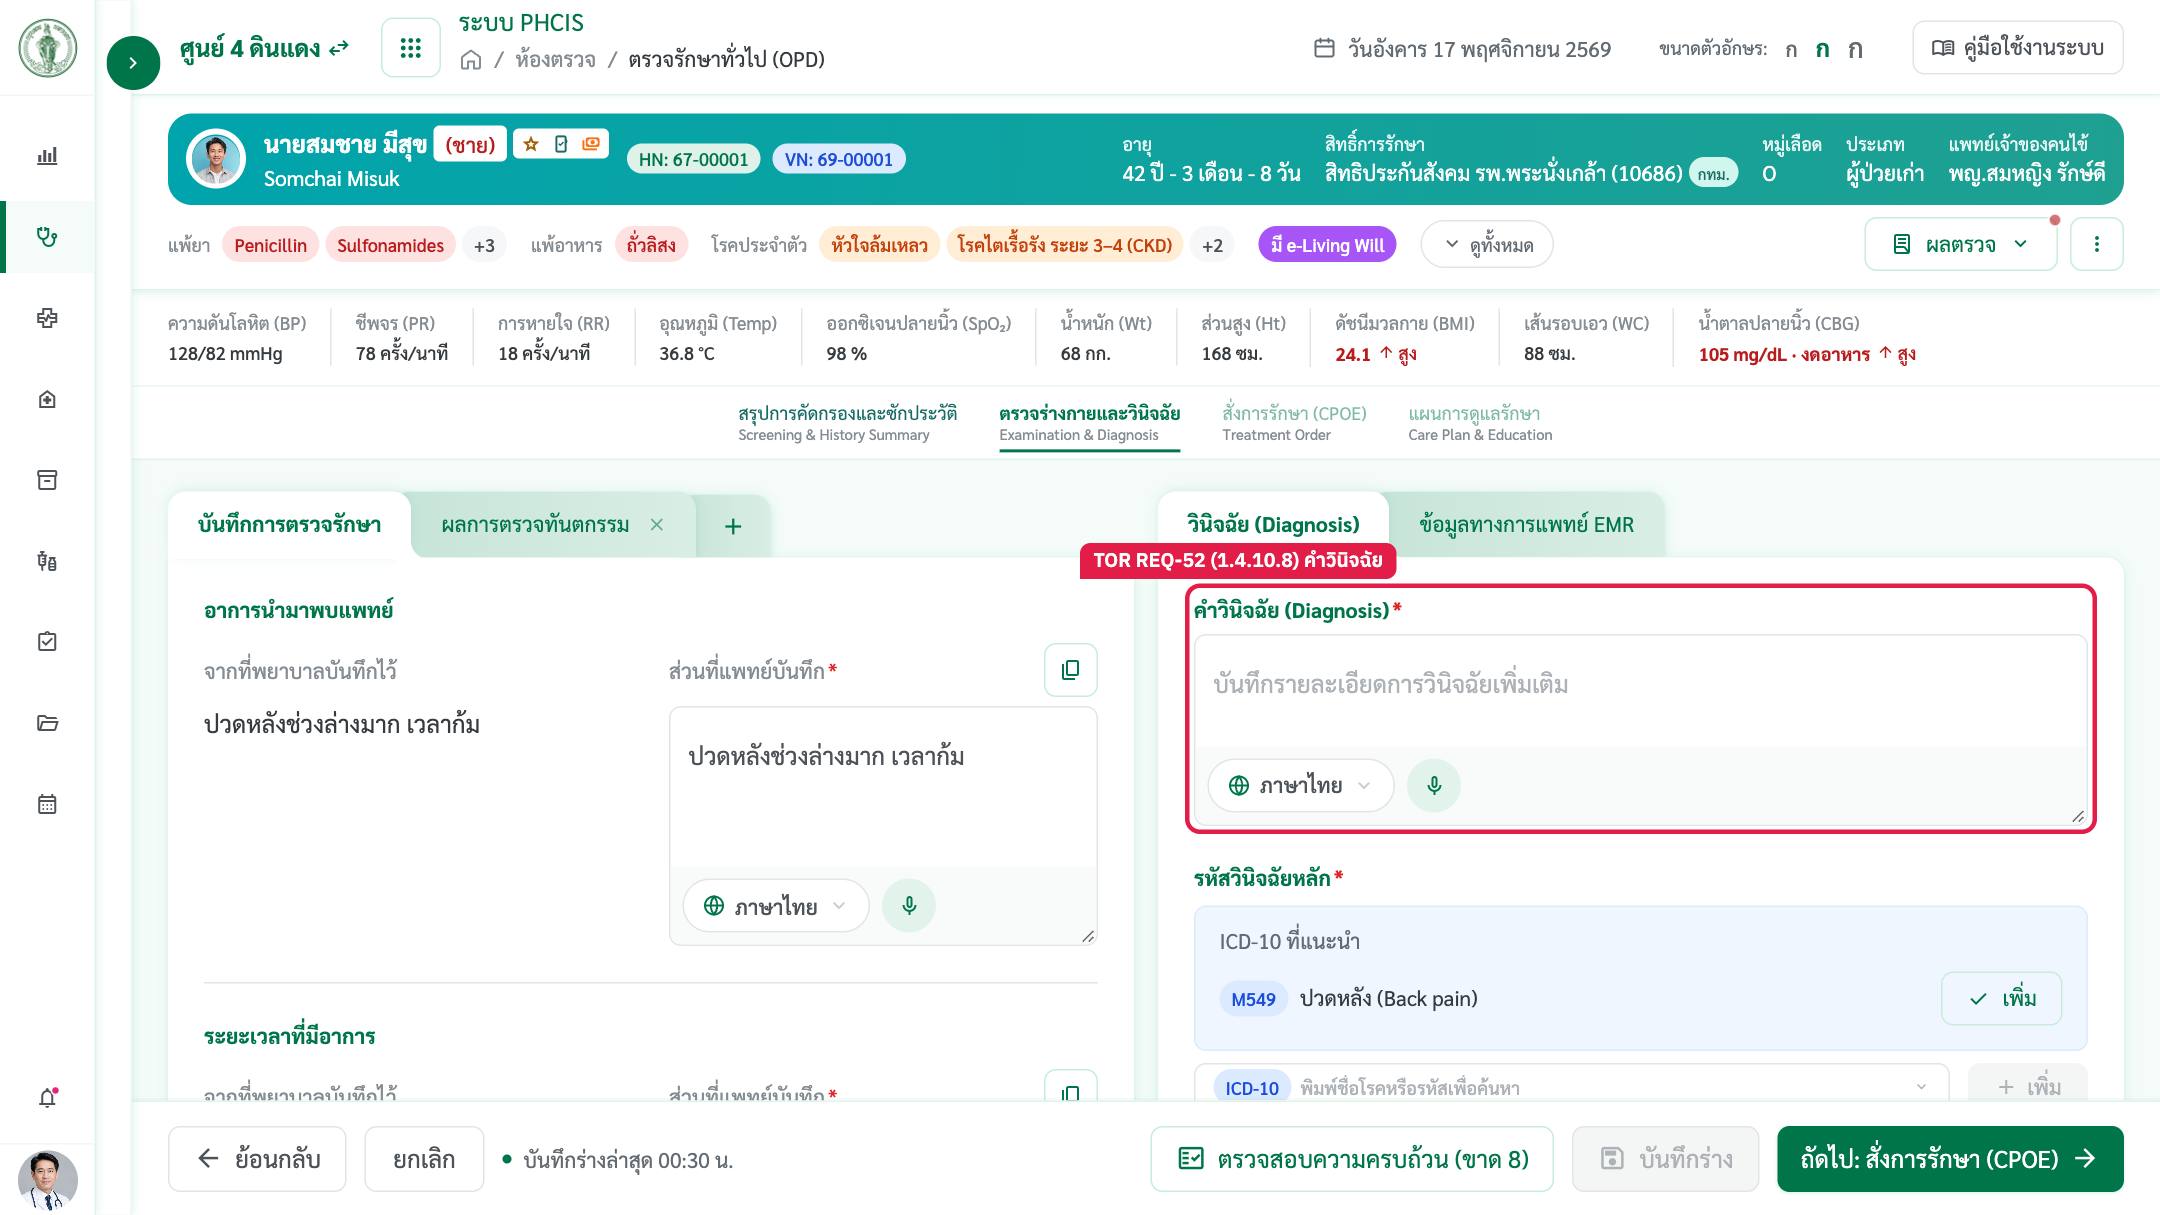 ศูนย์ 4 ดินแดง
ระบบ PHCIS
/ ห้องตรวจ / ตรวจรักษาทั่วไป (OPD)
วันอังคาร 17 พฤศจิกายน 2569
ขนาดตัวอักษร: ก ก ก
คู่มือใช้งานระบบ
นายสมชาย มีสุข (ชาย)
Somchai Misuk
HN: 67-00001
VN: 69-00001
อายุ
42 ปี - 3 เดือน - 8 วัน
สิทธิ์การรักษา
สิทธิประกันสังคม รพ.พระนั่งเกล้า (10686) กทม.
หมู่เลือด
O
ประเภท
ผู้ป่วยเก่า
แพทย์เจ้าของคนไข้
พญ.สมหญิง รักษ์ดี
แพ้ยา Penicillin Sulfonamides +3 แพ้อาหาร ถั่วลิสง โรคประจำตัว หัวใจล้มเหลว โรคไตเรื้อรัง ระยะ 3–4 (CKD) +2 มี e-Living Will ดูทั้งหมด
ผลตรวจ
ความดันโลหิต (BP)
128/82 mmHg
ชีพจร (PR)
78 ครั้ง/นาที
การหายใจ (RR)
18 ครั้ง/นาที
อุณหภูมิ (Temp)
36.8 °C
ออกซิเจนปลายนิ้ว (SpO₂)
98 %
น้ำหนัก (Wt)
68 กก.
ส่วนสูง (Ht)
168 ซม.
ดัชนีมวลกาย (BMI)
24.1 ↑ สูง
เส้นรอบเอว (WC)
88 ซม.
น้ำตาลปลายนิ้ว (CBG)
105 mg/dL · งดอาหาร ↑ สูง
สรุปการคัดกรองและซักประวัติ
Screening & History Summary
ตรวจร่างกายและวินิจฉัย
Examination & Diagnosis
สั่งการรักษา (CPOE)
Treatment Order
แผนการดูแลรักษา
Care Plan & Education
บันทึกการตรวจรักษา
ผลการตรวจทันตกรรม ×
+
อาการนำมาพบแพทย์
จากที่พยาบาลบันทึกไว้
ปวดหลังช่วงล่างมาก เวลาก้ม
ส่วนที่แพทย์บันทึก*
ปวดหลังช่วงล่างมาก เวลาก้ม
ภาษาไทย
ระยะเวลาที่มีอาการ
จากที่พยาบาลบันทึกไว้
ส่วนที่แพทย์บันทึก*
วินิจฉัย (Diagnosis)
ข้อมูลทางการแพทย์ EMR
TOR REQ-52 (1.4.10.8) คำวินิจฉัย
คำวินิจฉัย (Diagnosis)*
บันทึกรายละเอียดการวินิจฉัยเพิ่มเติม
ภาษาไทย
รหัสวินิจฉัยหลัก*
ICD-10 ที่แนะนำ
M549 ปวดหลัง (Back pain)
เพิ่ม
ICD-10 พิมพ์ชื่อโรคหรือรหัสเพื่อค้นหา
+ เพิ่ม
← ย้อนกลับ
ยกเลิก
บันทึกร่างล่าสุด 00:30 น.
ตรวจสอบความครบถ้วน (ขาด 8)
บันทึกร่าง
ถัดไป: สั่งการรักษา (CPOE) →